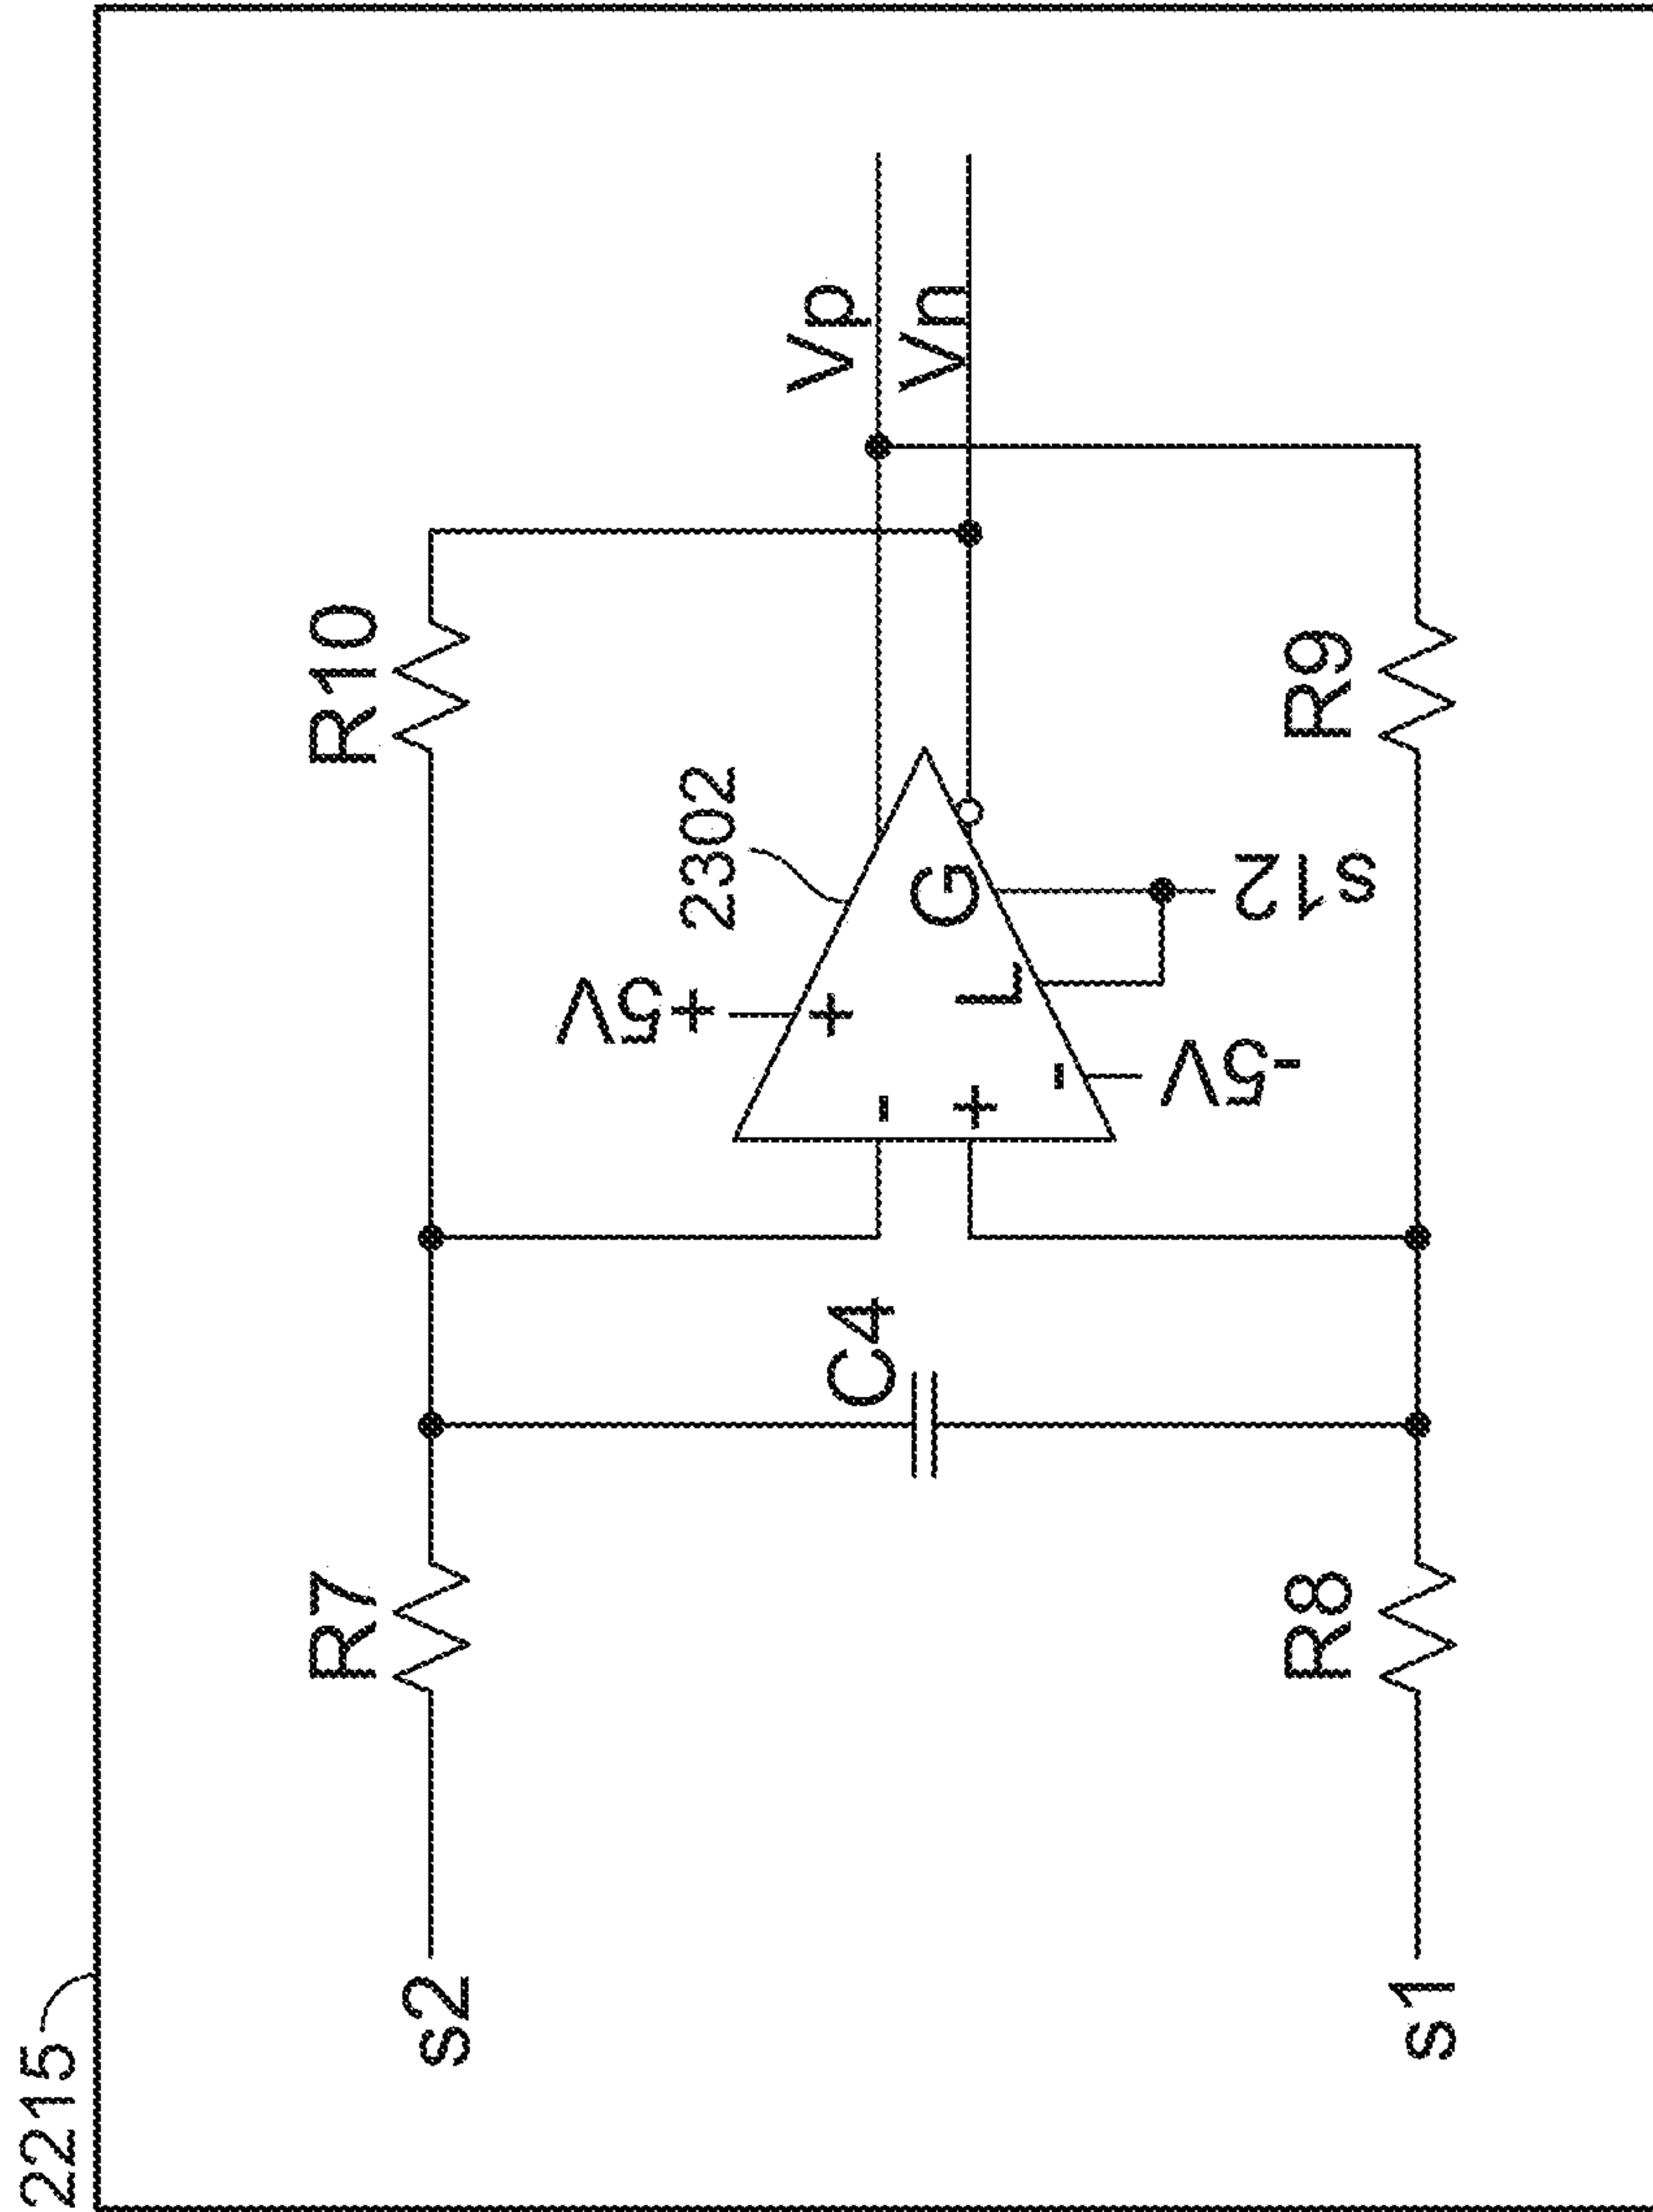 2215
R7
R10
s2
+5V
2302
Vp
+
C4
-
G
Vn
+
L
-
-5V
s12
R8
R9
s1